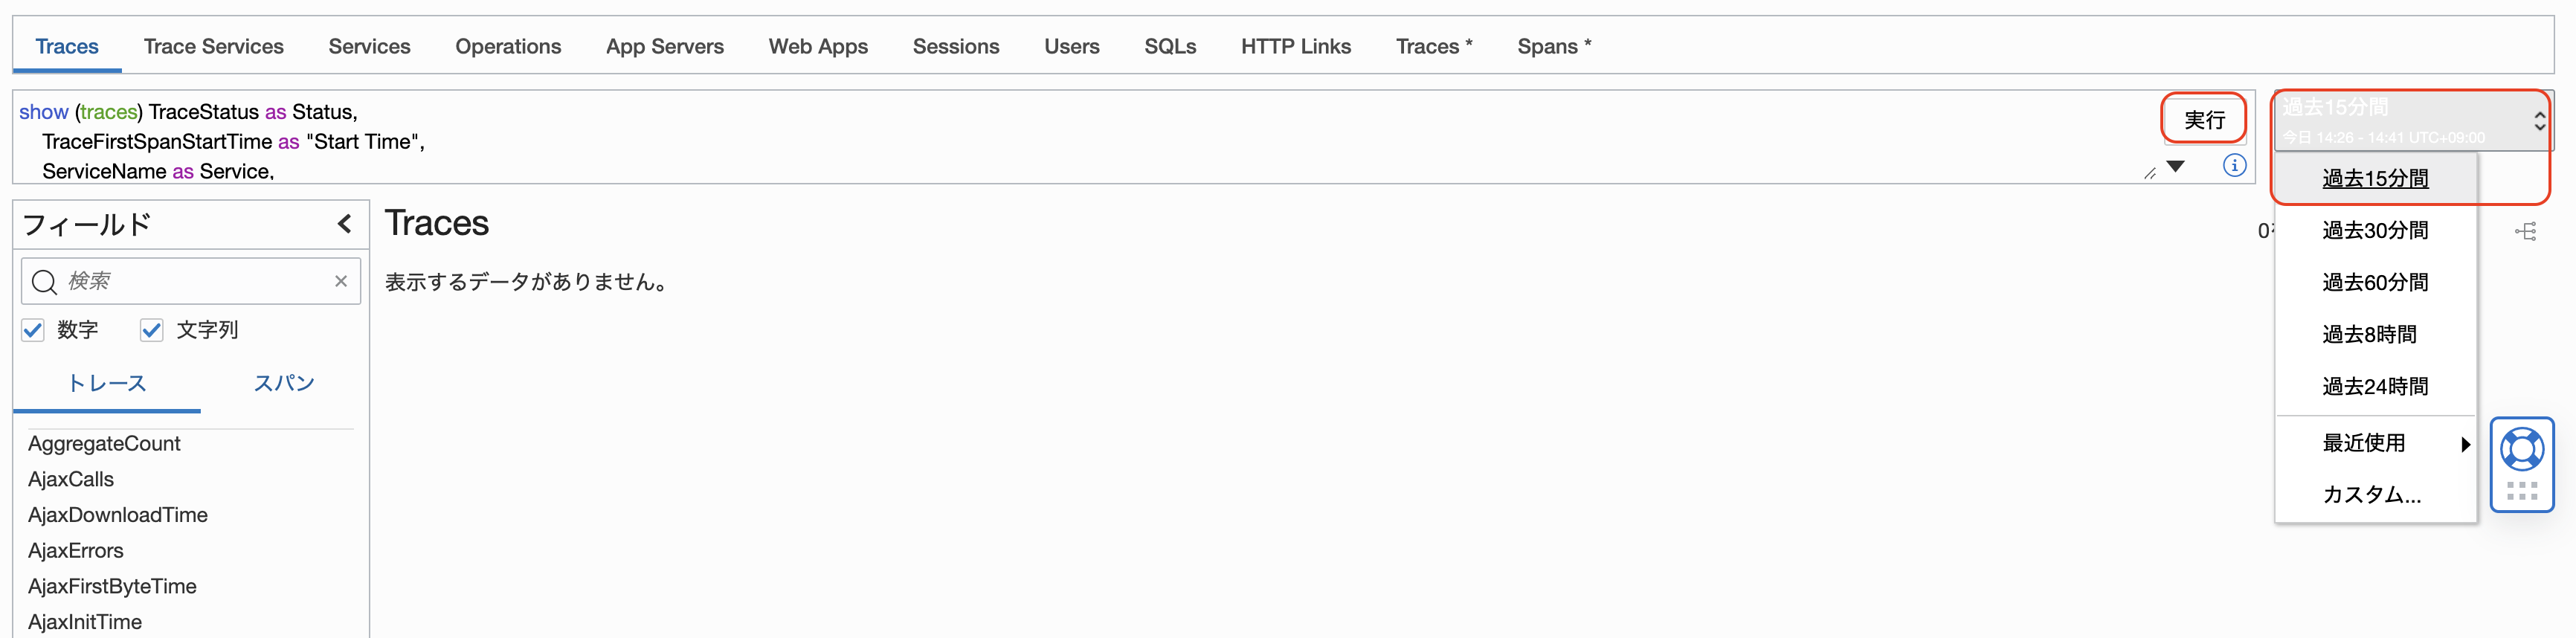 Traces Trace Services Services Operations App Servers Web Apps Sessions Users SQLs HTTP Links Traces * Spans *
show (traces) TraceStatus as Status,
TraceFirstSpanStartTime as "Start Time",
ServiceName as Service,
実行
過去15分間
今日 14:26 - 14:41 UTC+09:00
過去15分間
過去30分間
過去60分間
過去8時間
過去24時間
最近使用
カスタム...
フィールド
検索
数字 文字列
トレース スパン
AggregateCount
AjaxCalls
AjaxDownloadTime
AjaxErrors
AjaxFirstByteTime
AjaxInitTime
Traces
0
表示するデータがありません。